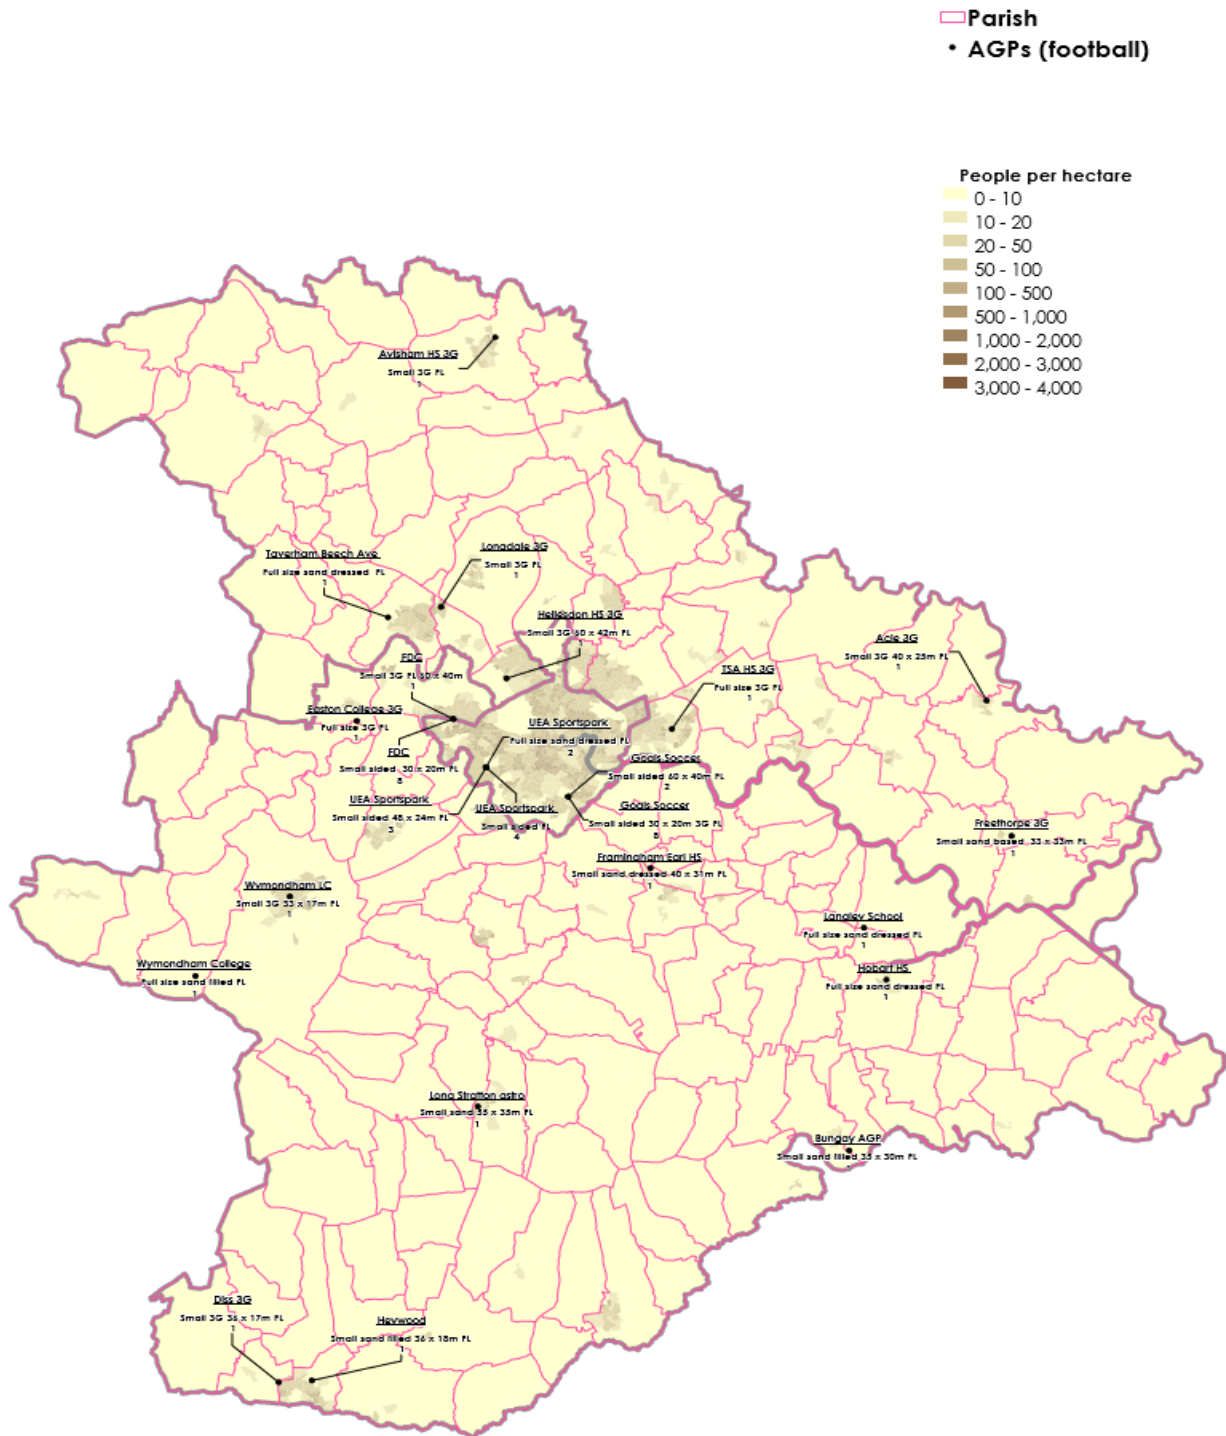 Parish
AGPs (football)
People per hectare
0 - 10
10 - 20
20 - 50
50 - 100
100 - 500
500 - 1,000
1,000 - 2,000
2,000 - 3,000
3,000 - 4,000
Aylsham HS 3G
Small 3G FL
1
Taverham Beech Ave
Full size sand dressed FL
1
Longdale 3G
Small 3G FL
1
Hellesdon HS 3G
Small 3G 60 x 42m FL
1
Acle 3G
Small 3G 40 x 25m FL
1
FDC
Small 3G FL 60 x 40m
1
TSA HS 3G
Full size 3G FL
1
Easton College 3G
Full size 3G FL
1
UEA Sportspark
Full size sand dressed FL
2
FDC
Small sided 30 x 20m FL
8
Goals Soccer
Small sided 60 x 40m FL
2
UEA Sportspark
Small sided 48 x 24m FL
3
UEA Sportspark
Small sided FL
4
Goals Soccer
Small sided 30 x 20m 3G FL
8
Freethorpe 3G
Small sand based 33 x 33m FL
1
Framingham Earl HS
Small sand dressed 40 x 31m FL
1
Wymondham LC
Small 3G 33 x 17m FL
1
Langley School
Full size sand dressed FL
1
Wymondham College
Full size sand filled FL
1
Hobart HS
Full size sand dressed FL
1
Long Stratton astro
Small sand 35 x 35m FL
1
Bungay AGP
Small sand filled 35 x 30m FL
Diss 3G
Small 3G 36 x 17m FL
1
Heywood
Small sand filled 36 x 18m FL
1